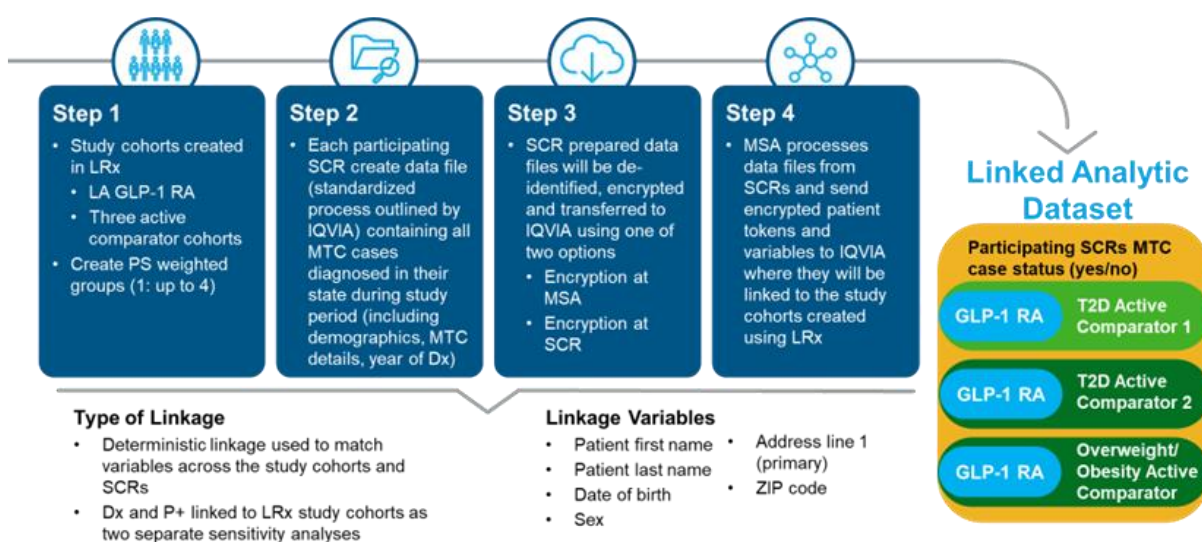 Step 1
• Study cohorts created
in LRx
• LA GLP-1 RA
• Three active
comparator cohorts
• Create PS weighted
groups (1: up to 4)
Step 2
• Each participating
SCR create data file
(standardized
process outlined by
IQVIA) containing all
MTC cases
diagnosed in their
state during study
period (including
demographics, MTC
details, year of Dx)
Step 3
• SCR prepared data
files will be de-
identified, encrypted
and transferred to
IQVIA using one of
two options
• Encryption at
MSA
• Encryption at
SCR
Step 4
• MSA processes
data files from
SCRs and send
encrypted patient
tokens and
variables to IQVIA
where they will be
linked to the study
cohorts created
using LRx
Linked Analytic
Dataset
Participating SCRs MTC
case status (yes/no)
GLP-1 RA
T2D Active
Comparator 1
GLP-1 RA
T2D Active
Comparator 2
GLP-1 RA
Overweight/
Obesity Active
Comparator
Type of Linkage
• Deterministic linkage used to match
variables across the study cohorts and
SCRs
• Dx and P+ linked to LRx study cohorts as
two separate sensitivity analyses
Linkage Variables
• Patient first name
• Patient last name
• Date of birth
• Sex
• Address line 1
(primary)
• ZIP code